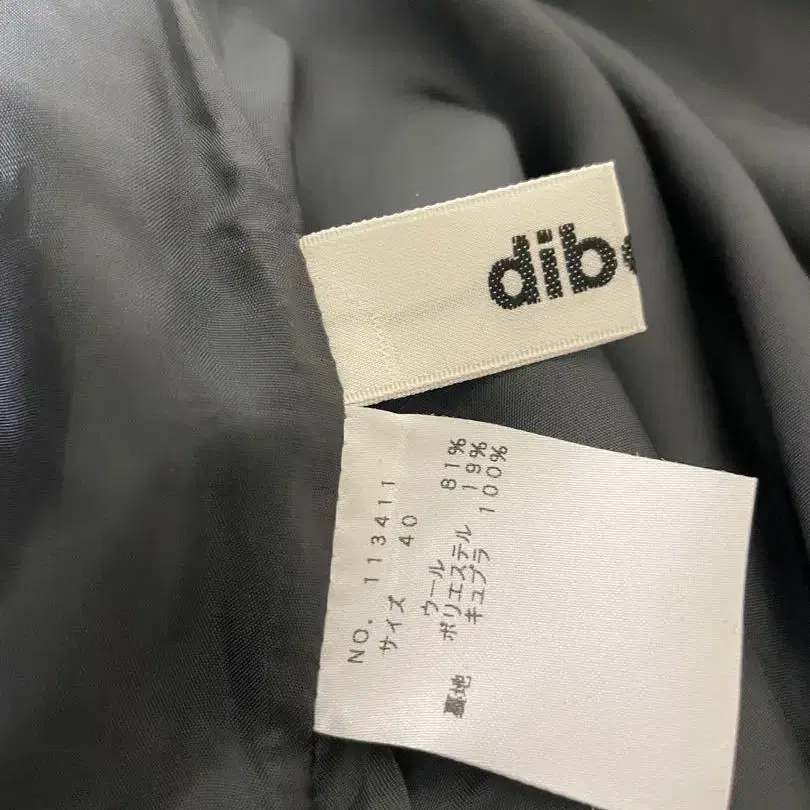 dib
NO. 113411
サイズ 40
ウール 81%
ポリエステル 19%
裏地 キュプラ 100%